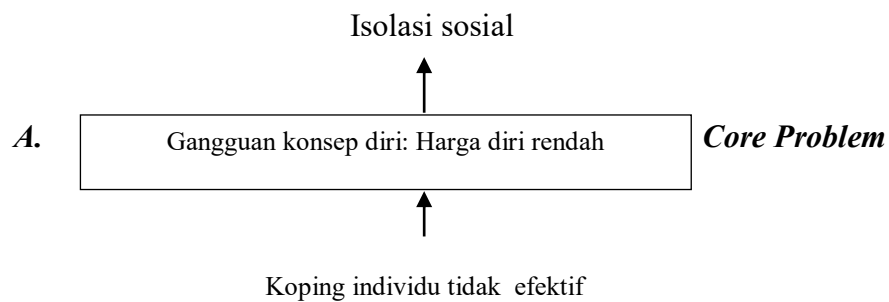 Isolasi sosial
A. Gangguan konsep diri: Harga diri rendah Core Problem
Koping individu tidak efektif